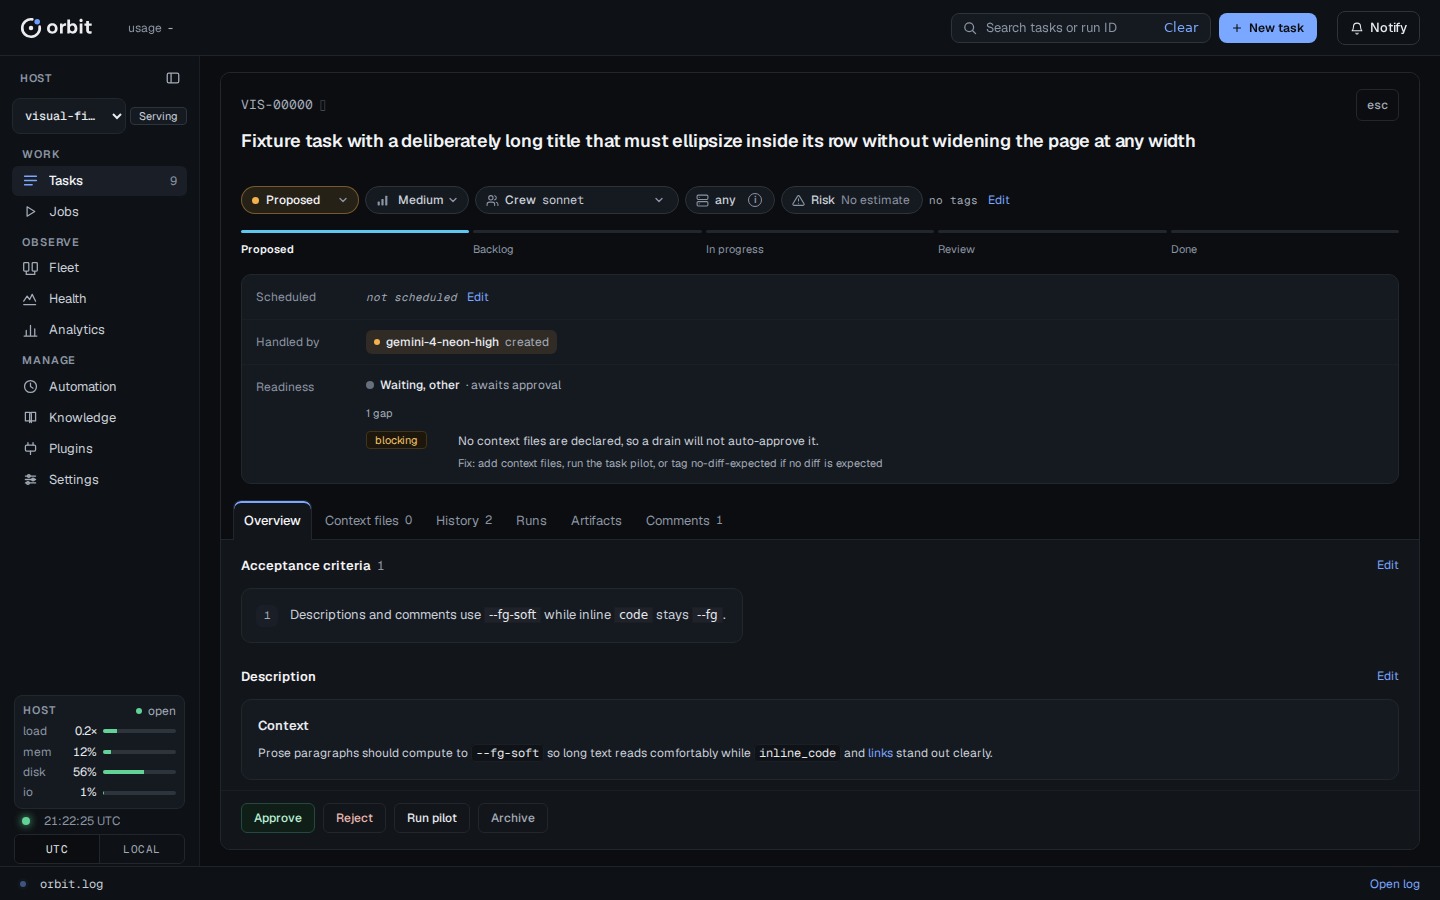 orbit
usage -
Search tasks or run ID
Clear
+ New task
Notify
HOST
visual-fi…
Serving
WORK
Tasks 9
Jobs
OBSERVE
Fleet
Health
Analytics
MANAGE
Automation
Knowledge
Plugins
Settings
HOST open
load 0.2×
mem 12%
disk 56%
io 1%
21:22:25 UTC
UTC LOCAL
VIS-00000
esc
Fixture task with a deliberately long title that must ellipsize inside its row without widening the page at any width
Proposed
Medium
Crew sonnet
any
Risk No estimate
no tags
Edit
Proposed
Backlog
In progress
Review
Done
Scheduled not scheduled Edit
Handled by gemini-4-neon-high created
Readiness Waiting, other · awaits approval
1 gap
blocking No context files are declared, so a drain will not auto-approve it.
Fix: add context files, run the task pilot, or tag no-diff-expected if no diff is expected
Overview
Context files 0
History 2
Runs
Artifacts
Comments 1
Acceptance criteria 1
Edit
1 Descriptions and comments use --fg-soft while inline code stays --fg .
Description
Edit
Context
Prose paragraphs should compute to --fg-soft so long text reads comfortably while inline_code and links stand out clearly.
Approve
Reject
Run pilot
Archive
orbit.log
Open log